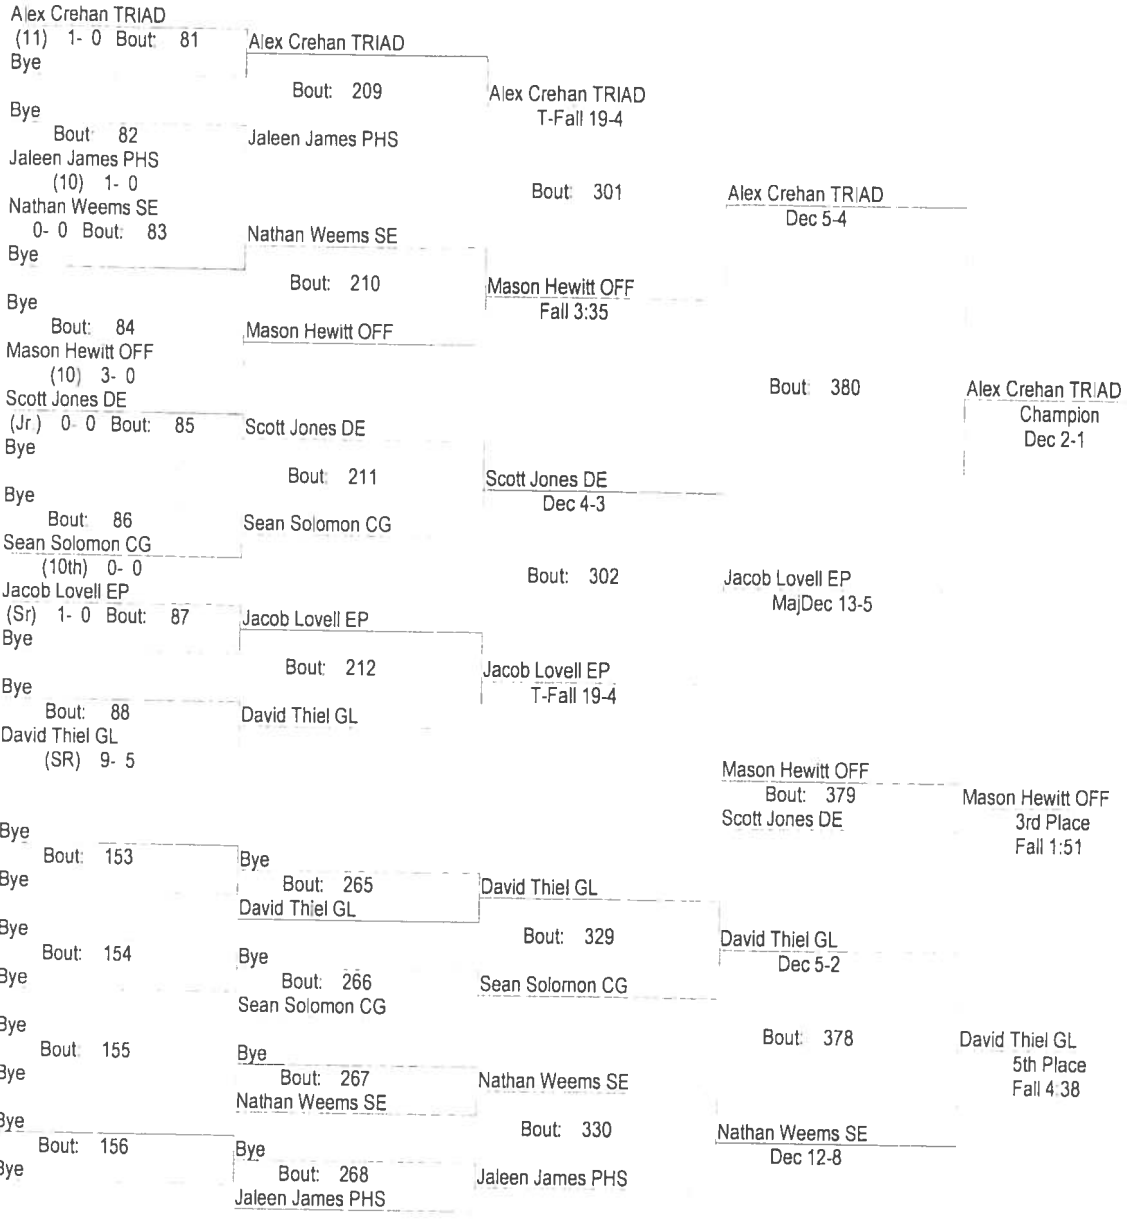 Alex Crehan TRIAD
(11) 1- 0 Bout: 81
Bye
Bye
Bout: 82
Jaleen James PHS
(10) 1- 0
Nathan Weems SE
0- 0 Bout: 83
Bye
Bye
Bout: 84
Mason Hewitt OFF
(10) 3- 0
Scott Jones DE
(Jr.) 0- 0 Bout: 85
Bye
Bye
Bout: 86
Sean Solomon CG
(10th) 0- 0
Jacob Lovell EP
(Sr) 1- 0 Bout: 87
Bye
Bye
Bout: 88
David Thiel GL
(SR) 9- 5
Alex Crehan TRIAD
Bout: 209
Jaleen James PHS
Nathan Weems SE
Bout: 210
Mason Hewitt OFF
Scott Jones DE
Bout: 211
Sean Solomon CG
Jacob Lovell EP
Bout: 212
David Thiel GL
Alex Crehan TRIAD
T-Fall 19-4
Bout: 301
Mason Hewitt OFF
Fall 3:35
Scott Jones DE
Dec 4-3
Bout: 302
Jacob Lovell EP
T-Fall 19-4
Alex Crehan TRIAD
Dec 5-4
Bout: 380
Jacob Lovell EP
MajDec 13-5
Alex Crehan TRIAD
Champion
Dec 2-1
Mason Hewitt OFF
Bout: 379
Scott Jones DE
Mason Hewitt OFF
3rd Place
Fall 1:51
Bye
Bout: 153
Bye
Bye
Bout: 154
Bye
Bye
Bout: 155
Bye
Bye
Bout: 156
Bye
Bye
Bout: 265
David Thiel GL
Bye
Bout: 266
Sean Solomon CG
Bye
Bout: 267
Nathan Weems SE
Bye
Bout: 268
Jaleen James PHS
David Thiel GL
Bout: 329
Sean Solomon CG
Nathan Weems SE
Bout: 330
Jaleen James PHS
David Thiel GL
Dec 5-2
Bout: 378
Nathan Weems SE
Dec 12-8
David Thiel GL
5th Place
Fall 4:38